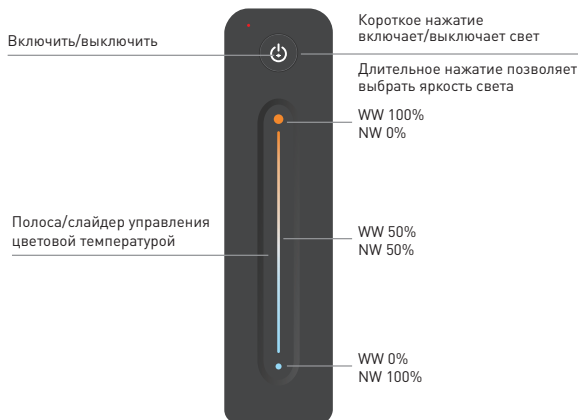 Включить/выключить
Короткое нажатие
включает/выключает свет
Длительное нажатие позволяет
выбрать яркость света
WW 100%
NW 0%
Полоса/слайдер управления
цветовой температурой
WW 50%
NW 50%
WW 0%
NW 100%